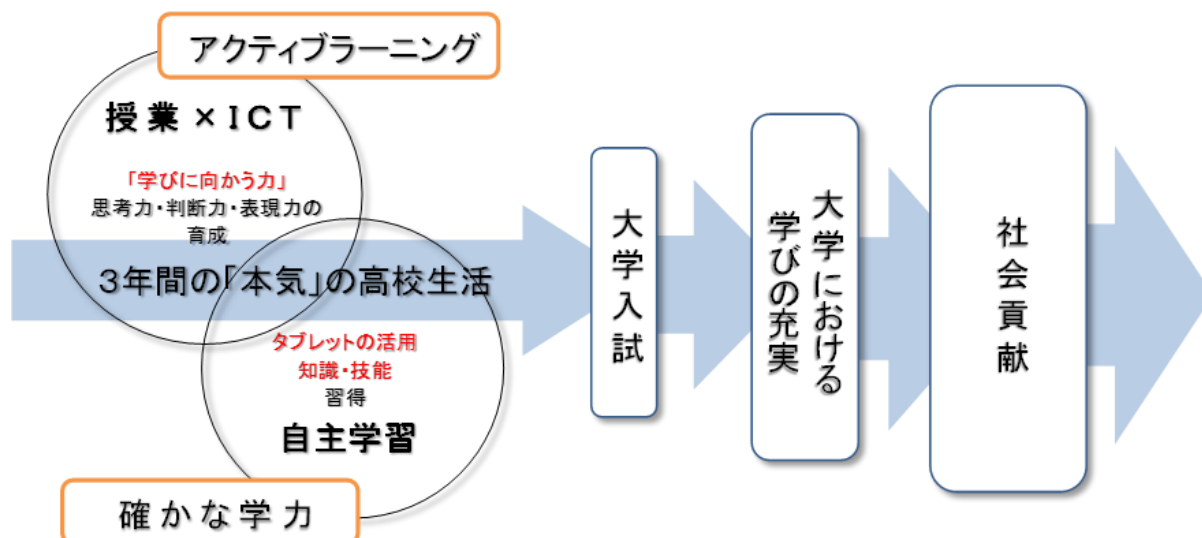 アクティブラーニング
授業×ICT
「学びに向かう力」
思考力・判断力・表現力の
育成
3年間の「本気」の高校生活
タブレットの活用
知識・技能
習得
自主学習
確かな学力
大学入試
大学における
学びの充実
社会貢献